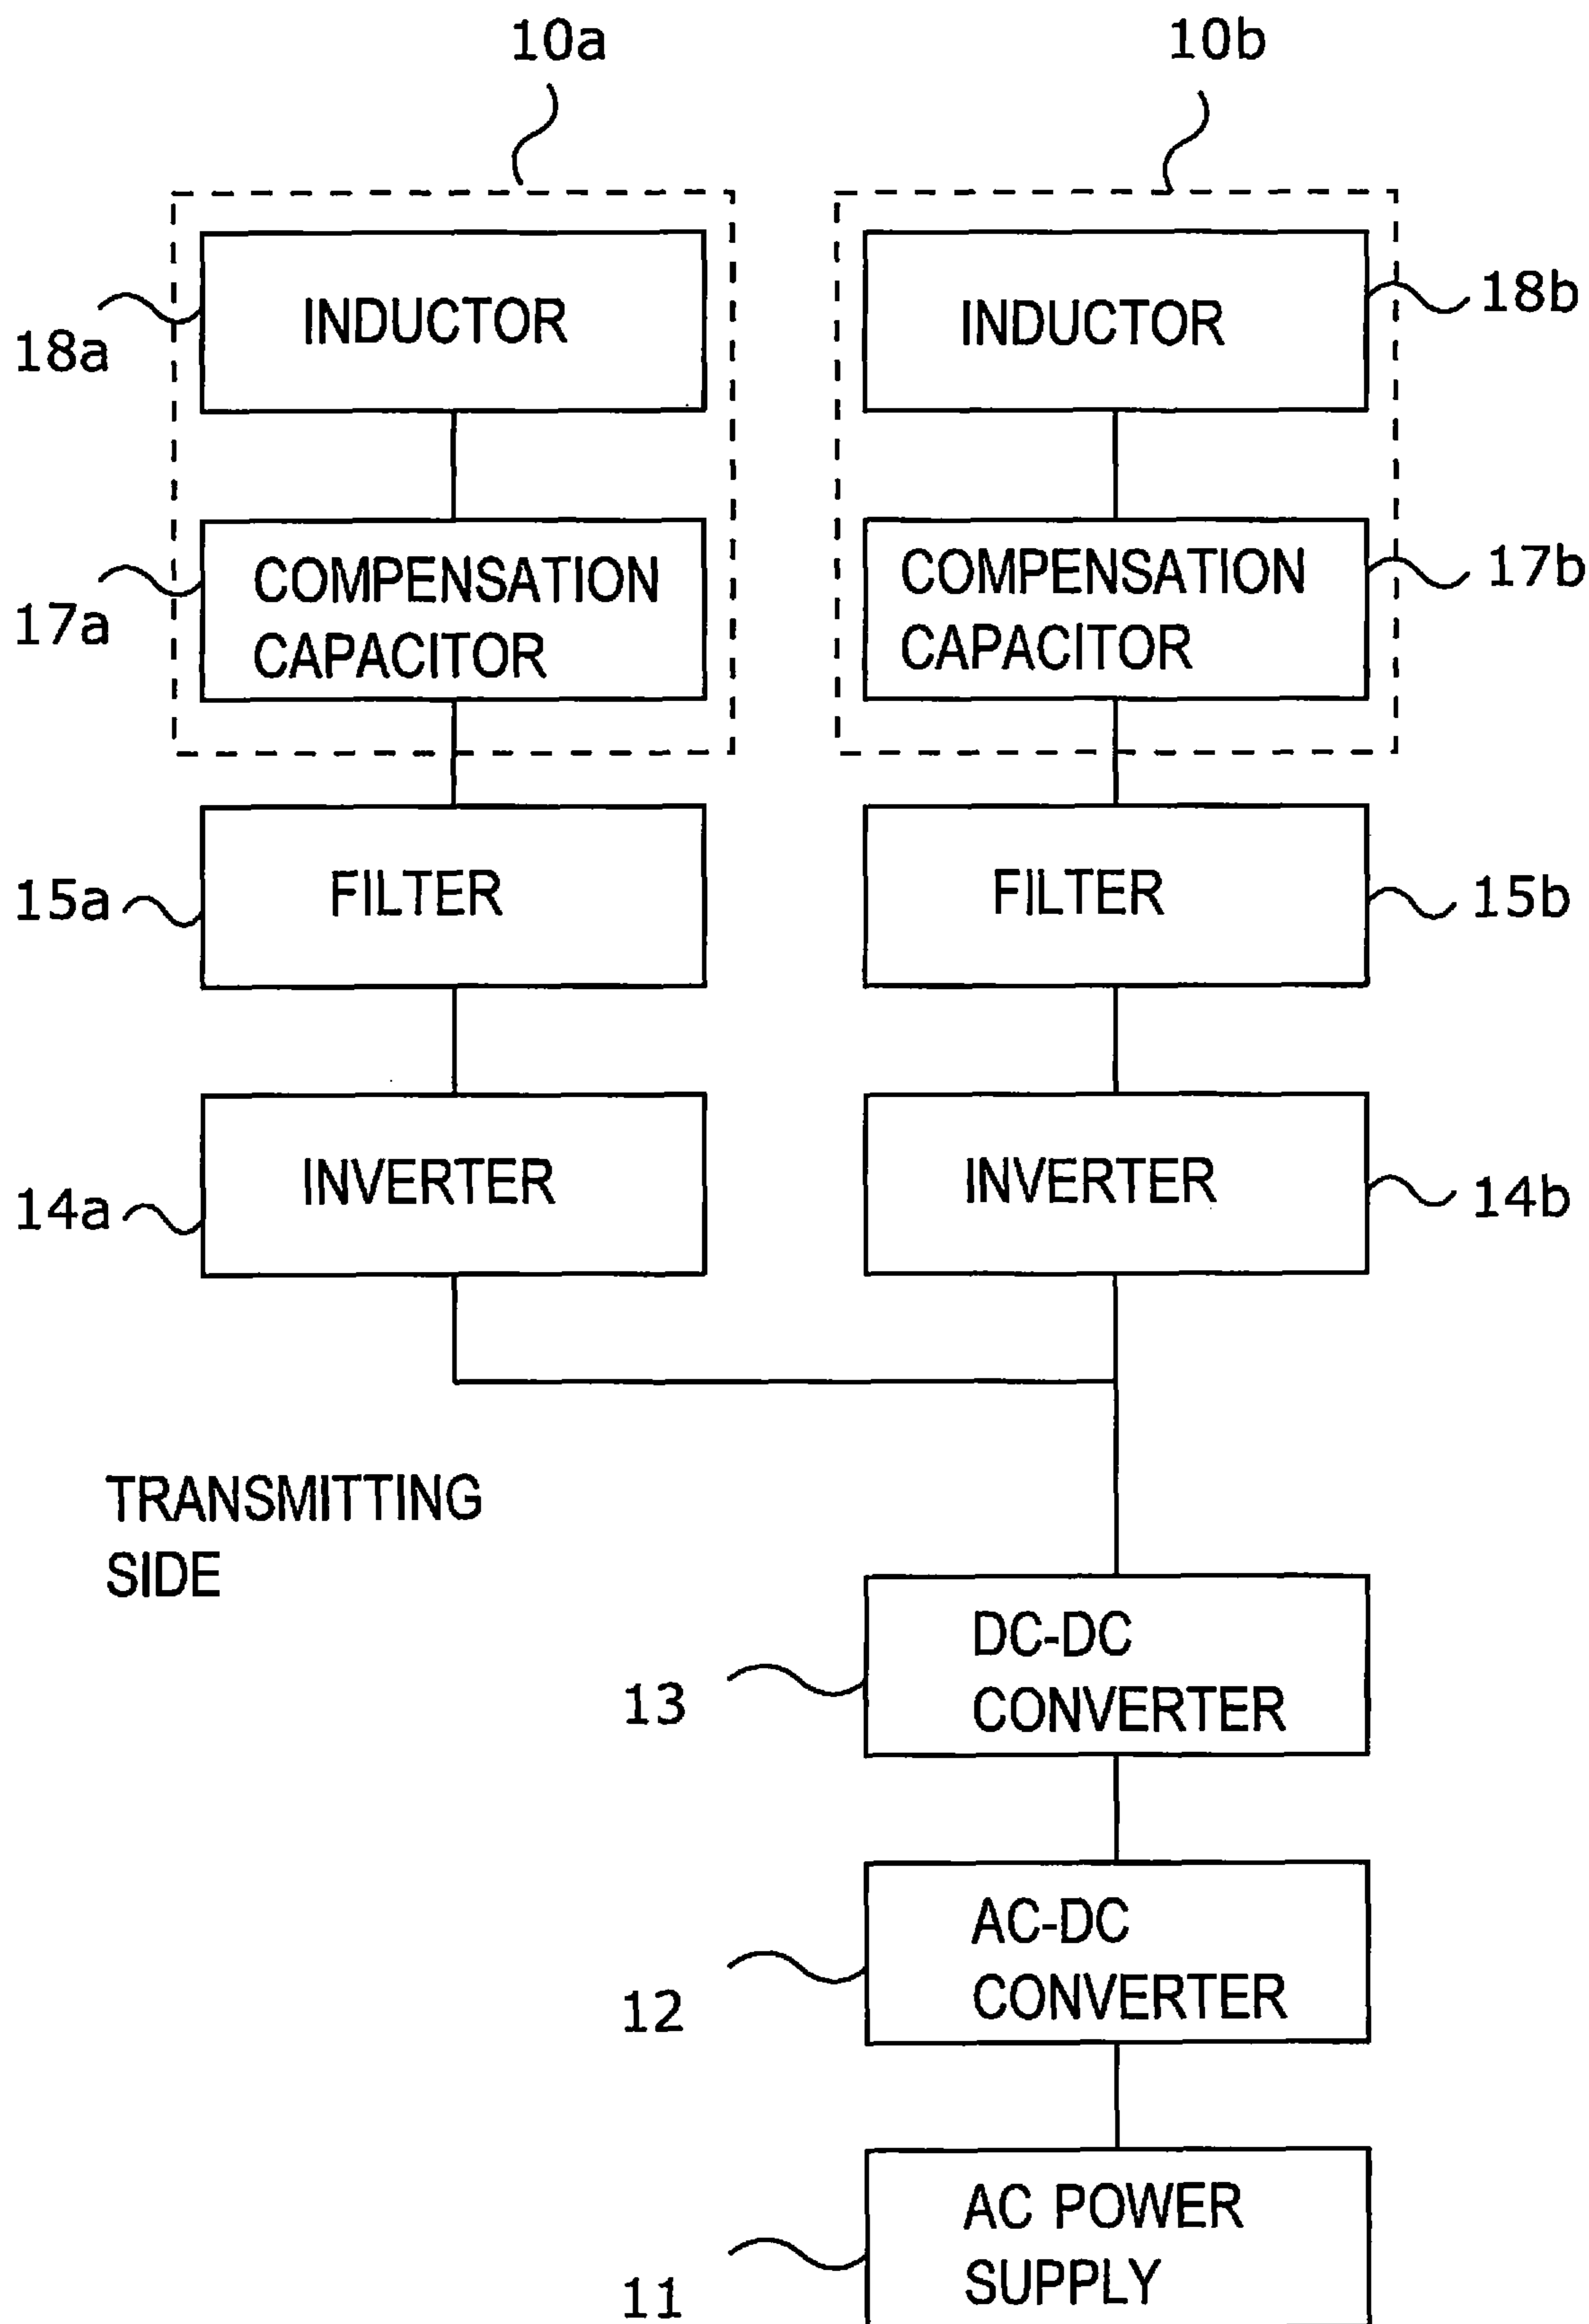 10a
10b
INDUCTOR
INDUCTOR
18a
18b
COMPENSATION
CAPACITOR
COMPENSATION
CAPACITOR
17a
17b
FILTER
FILTER
15a
15b
INVERTER
INVERTER
14a
14b
TRANSMITTING
SIDE
DC-DC
CONVERTER
13
AC-DC
CONVERTER
12
AC POWER
SUPPLY
11